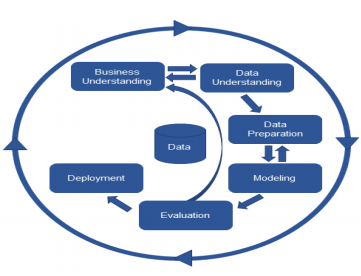 Business
Understanding
Data
Understanding
Data
Preparation
Data
Modeling
Deployment
Evaluation